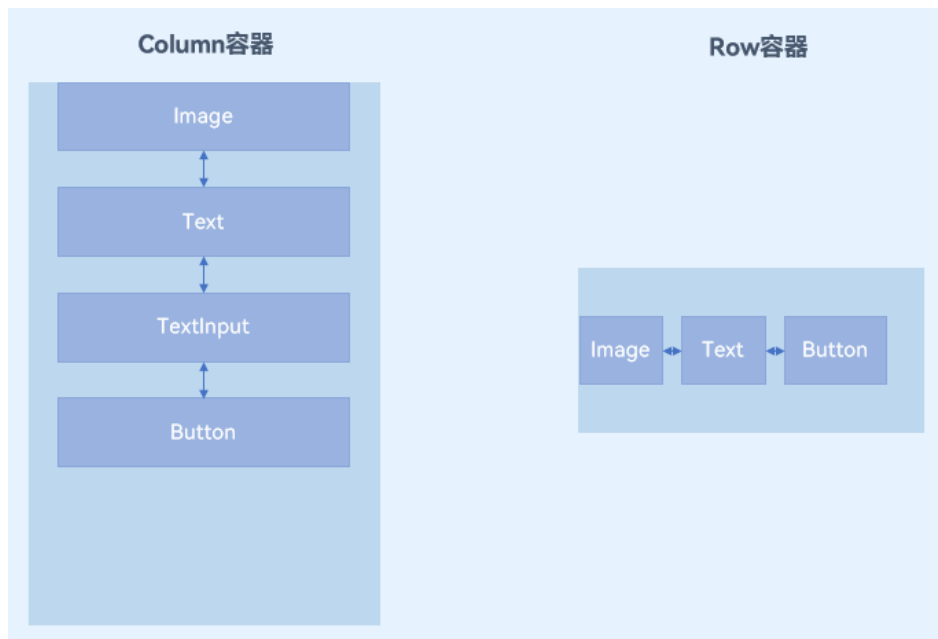 Column容器
Image
Text
TextInput
Button
Row容器
Image
Text
Button